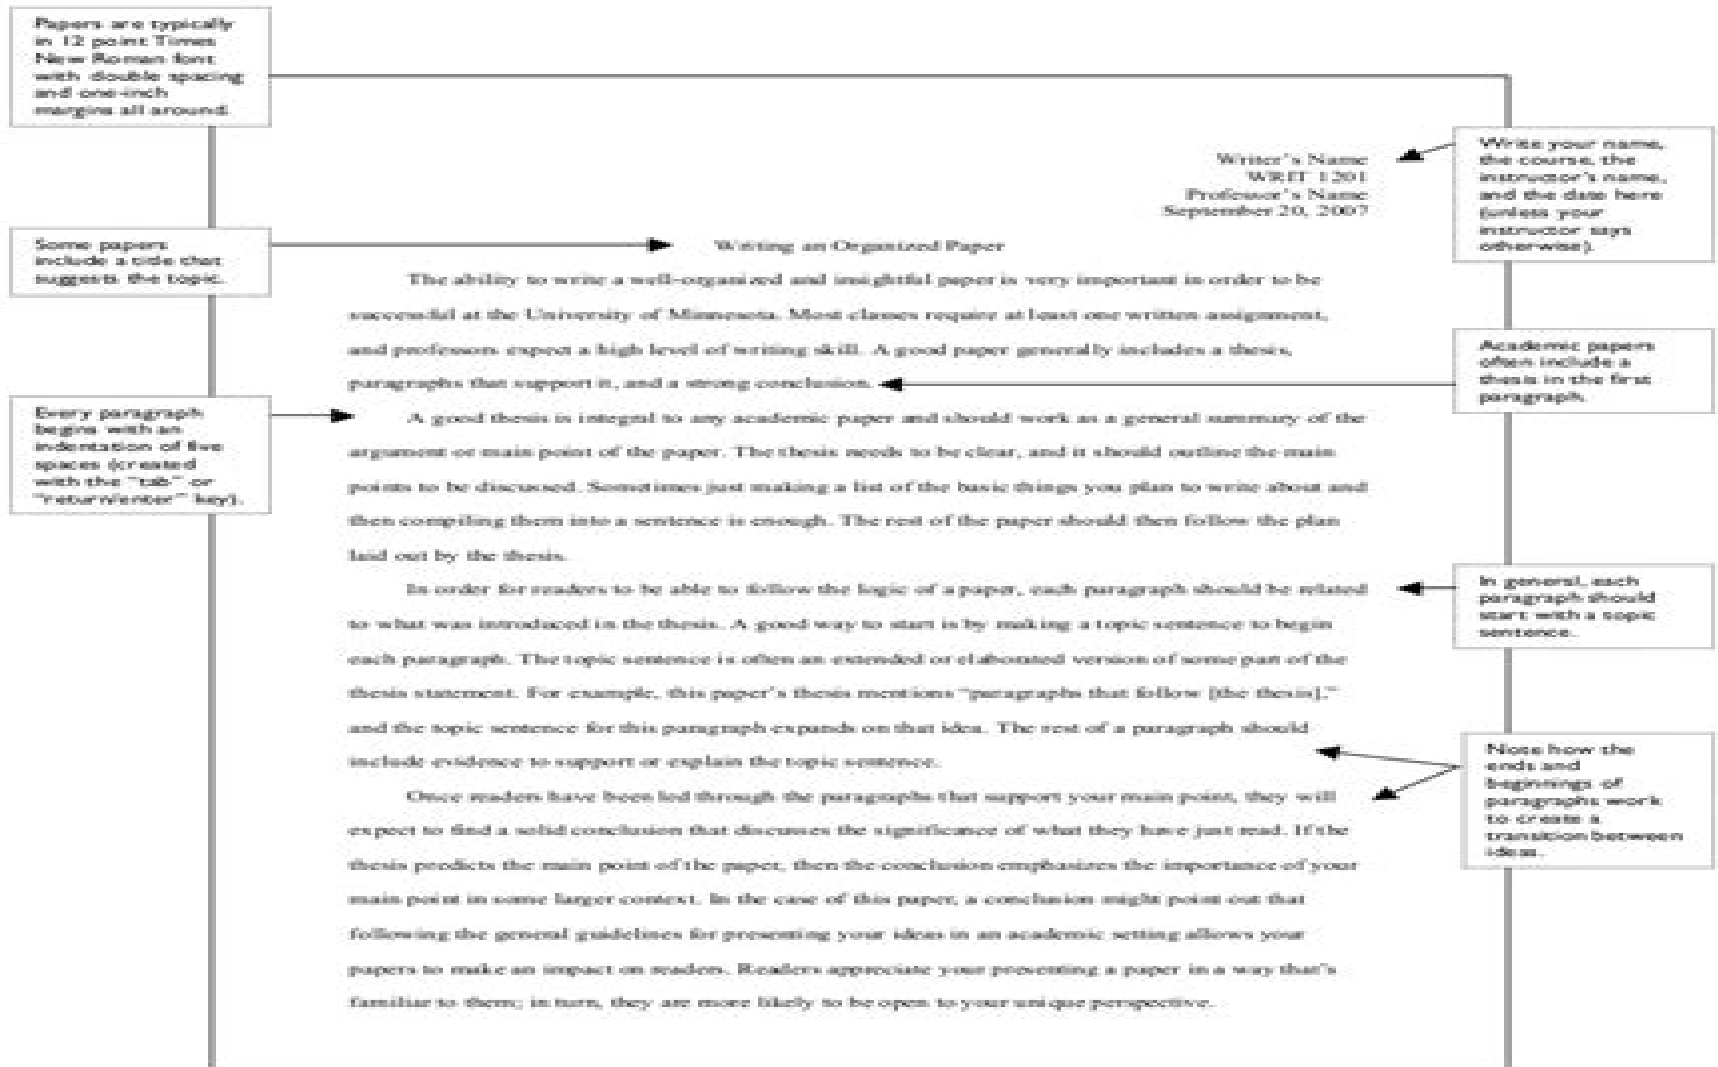 Papers are typically
in 12 point Times
New Roman font
with double spacing
and one-inch
margins all around.
Writer's Name
WRIT 1201
Professor's Name
September 20, 2007
Write your name,
the course, the
instructor's name,
and the date here
(unless your
instructor says
otherwise).
Some papers
include a title that
suggests the topic.
Writing an Organized Paper
The ability to write a well-organized and insightful paper is very important in order to be
successful at the University of Minnesota. Most classes require at least one written assignment,
and professors expect a high level of writing skill. A good paper generally includes a thesis,
paragraphs that support it, and a strong conclusion.
Academic papers
often include a
thesis in the first
paragraph.
Every paragraph
begins with an
indentation of five
spaces (created
with the "tab" or
"return/enter" key).
A good thesis is integral to any academic paper and should work as a general summary of the
argument or main point of the paper. The thesis needs to be clear, and it should outline the main
points to be discussed. Sometimes just making a list of the basic things you plan to write about and
then compiling them into a sentence is enough. The rest of the paper should then follow the plan
laid out by the thesis.
In order for readers to be able to follow the logic of a paper, each paragraph should be related
to what was introduced in the thesis. A good way to start is by making a topic sentence to begin
each paragraph. The topic sentence is often an extended or elaborated version of some part of the
thesis statement. For example, this paper's thesis mentions "paragraphs that follow [the thesis],"
and the topic sentence for this paragraph expands on that idea. The rest of a paragraph should
include evidence to support or explain the topic sentence.
In general, each
paragraph should
start with a topic
sentence.
Once readers have been led through the paragraphs that support your main point, they will
expect to find a solid conclusion that discusses the significance of what they have just read. If the
thesis predicts the main point of the paper, then the conclusion emphasizes the importance of your
main point in some larger context. In the case of this paper, a conclusion might point out that
following the general guidelines for presenting your ideas in an academic setting allows your
papers to make an impact on readers. Readers appreciate your presenting a paper in a way that's
familiar to them; in turn, they are more likely to be open to your unique perspective.
Note how the
ends and
beginnings of
paragraphs work
to create a
transition between
ideas.